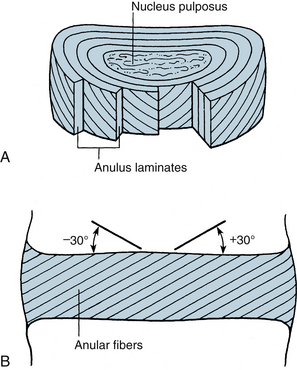 Nucleus pulposus
A
Anulus laminates
−30°
+30°
Anular fibers
B